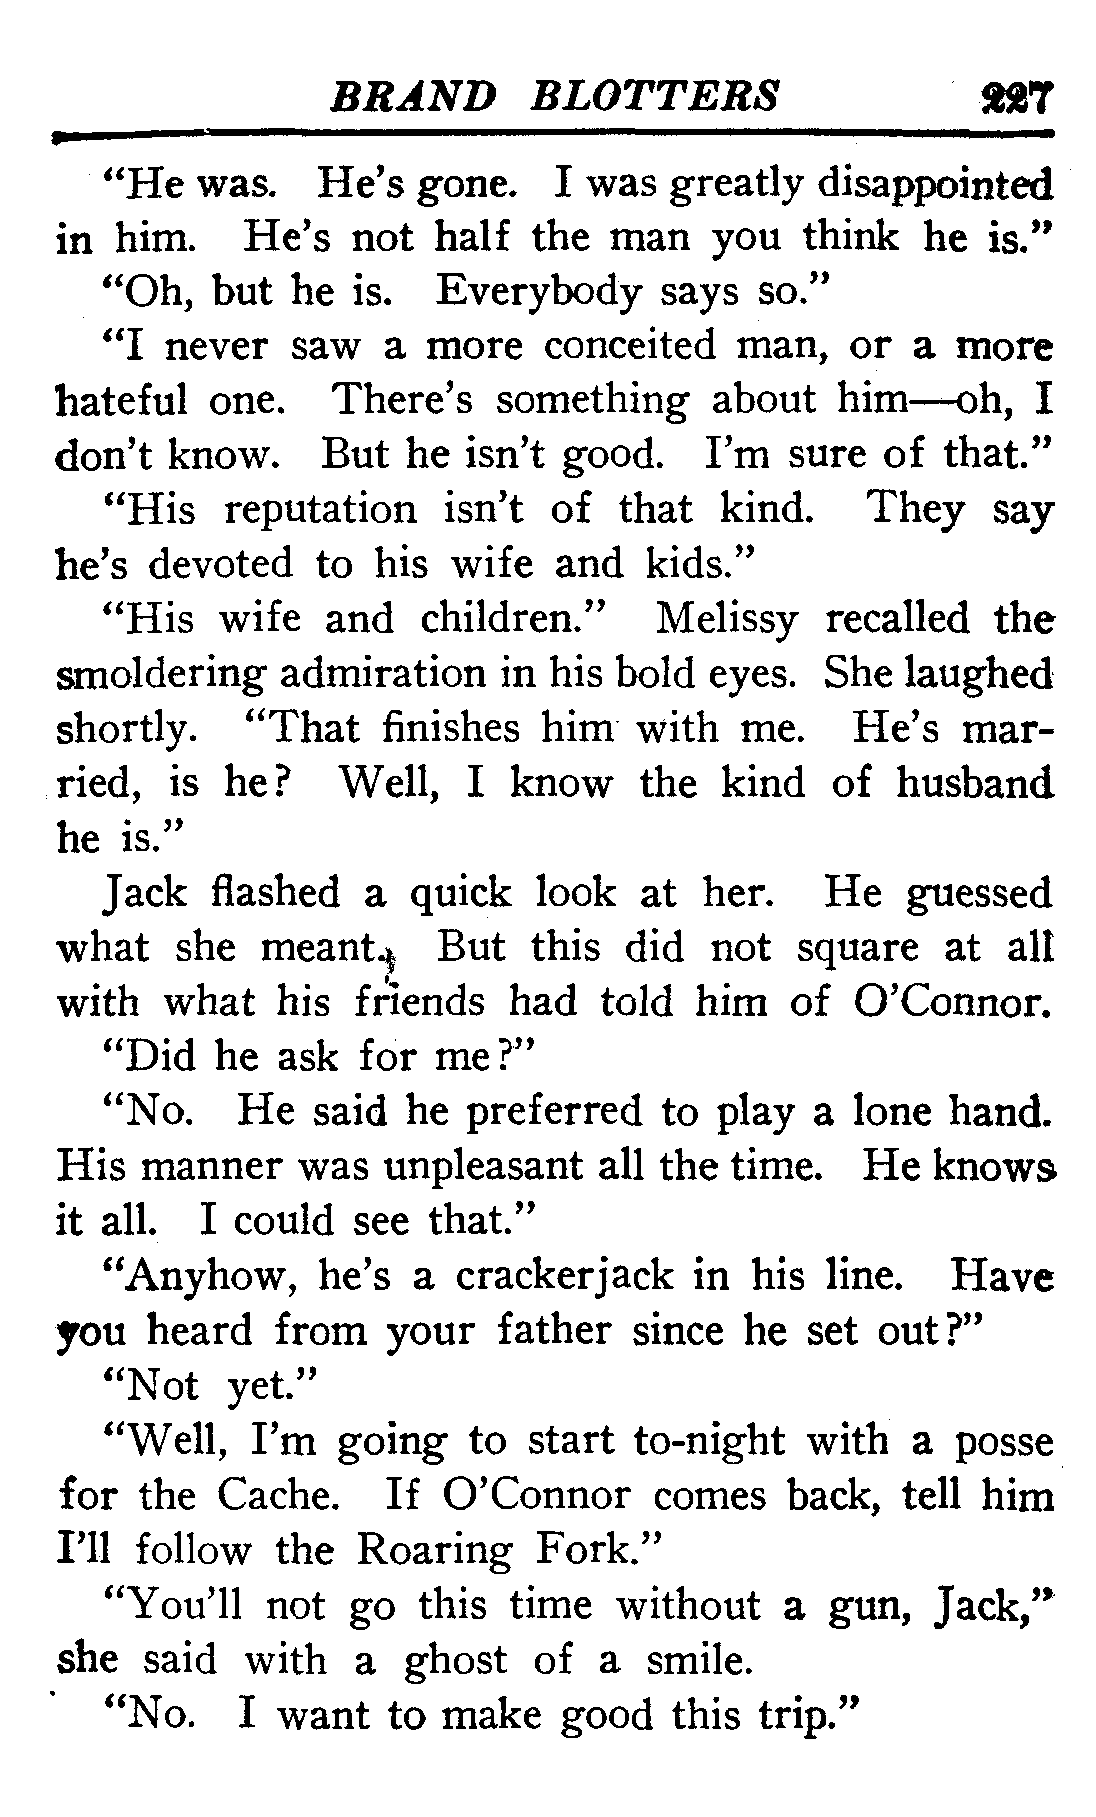 BRAND BLOTTERS 227
“He was. He’s gone. I was greatly disappointed
in him. He’s not half the man you think he is.”
“Oh, but he is. Everybody says so.”
“I never saw a more conceited man, or a more
hateful one. There’s something about him—oh, I
don’t know. But he isn’t good. I’m sure of that.”
“His reputation isn’t of that kind. They say
he’s devoted to his wife and kids.”
“His wife and children.” Melissy recalled the
smoldering admiration in his bold eyes. She laughed
shortly. “That finishes him with me. He’s mar-
ried, is he? Well, I know the kind of husband
he is.”
Jack flashed a quick look at her. He guessed
what she meant. But this did not square at all
with what his friends had told him of O’Connor.
“Did he ask for me?”
“No. He said he preferred to play a lone hand.
His manner was unpleasant all the time. He knows
it all. I could see that.”
“Anyhow, he’s a crackerjack in his line. Have
you heard from your father since he set out?”
“Not yet.”
“Well, I’m going to start to-night with a posse
for the Cache. If O’Connor comes back, tell him
I’ll follow the Roaring Fork.”
“You’ll not go this time without a gun, Jack,”
she said with a ghost of a smile.
“No. I want to make good this trip.”